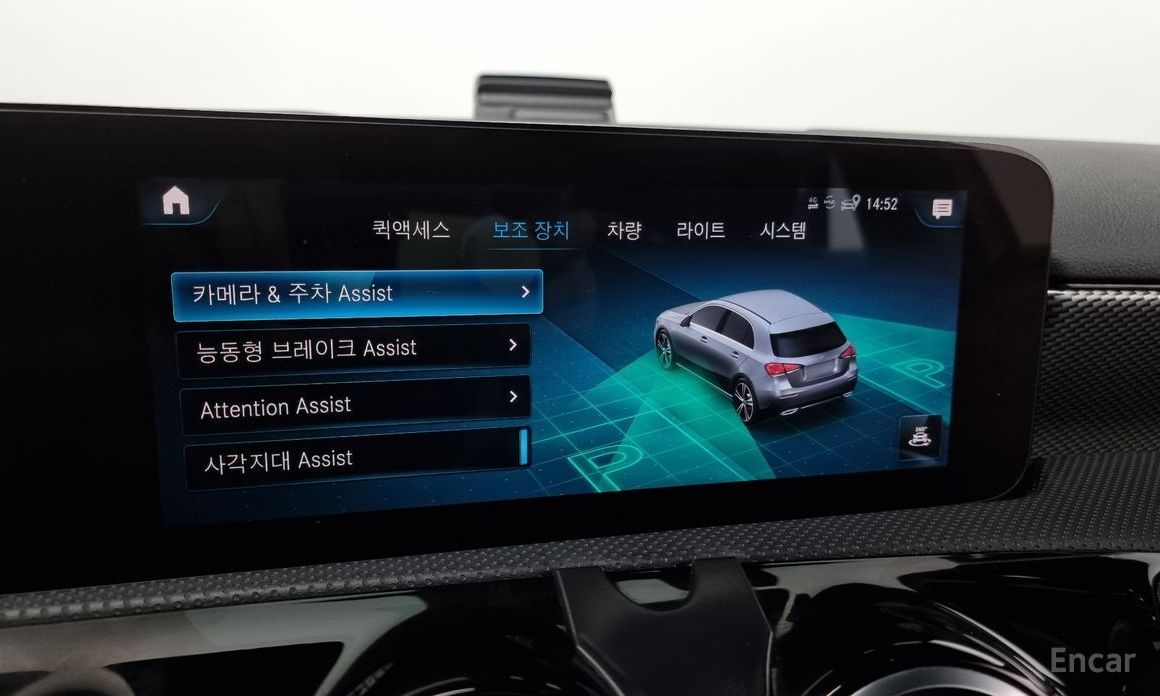 14:52
퀵액세스 보조 장치 차량 라이트 시스템
카메라 & 주차 Assist
능동형 브레이크 Assist
Attention Assist
사각지대 Assist
P
P
360°
Encar